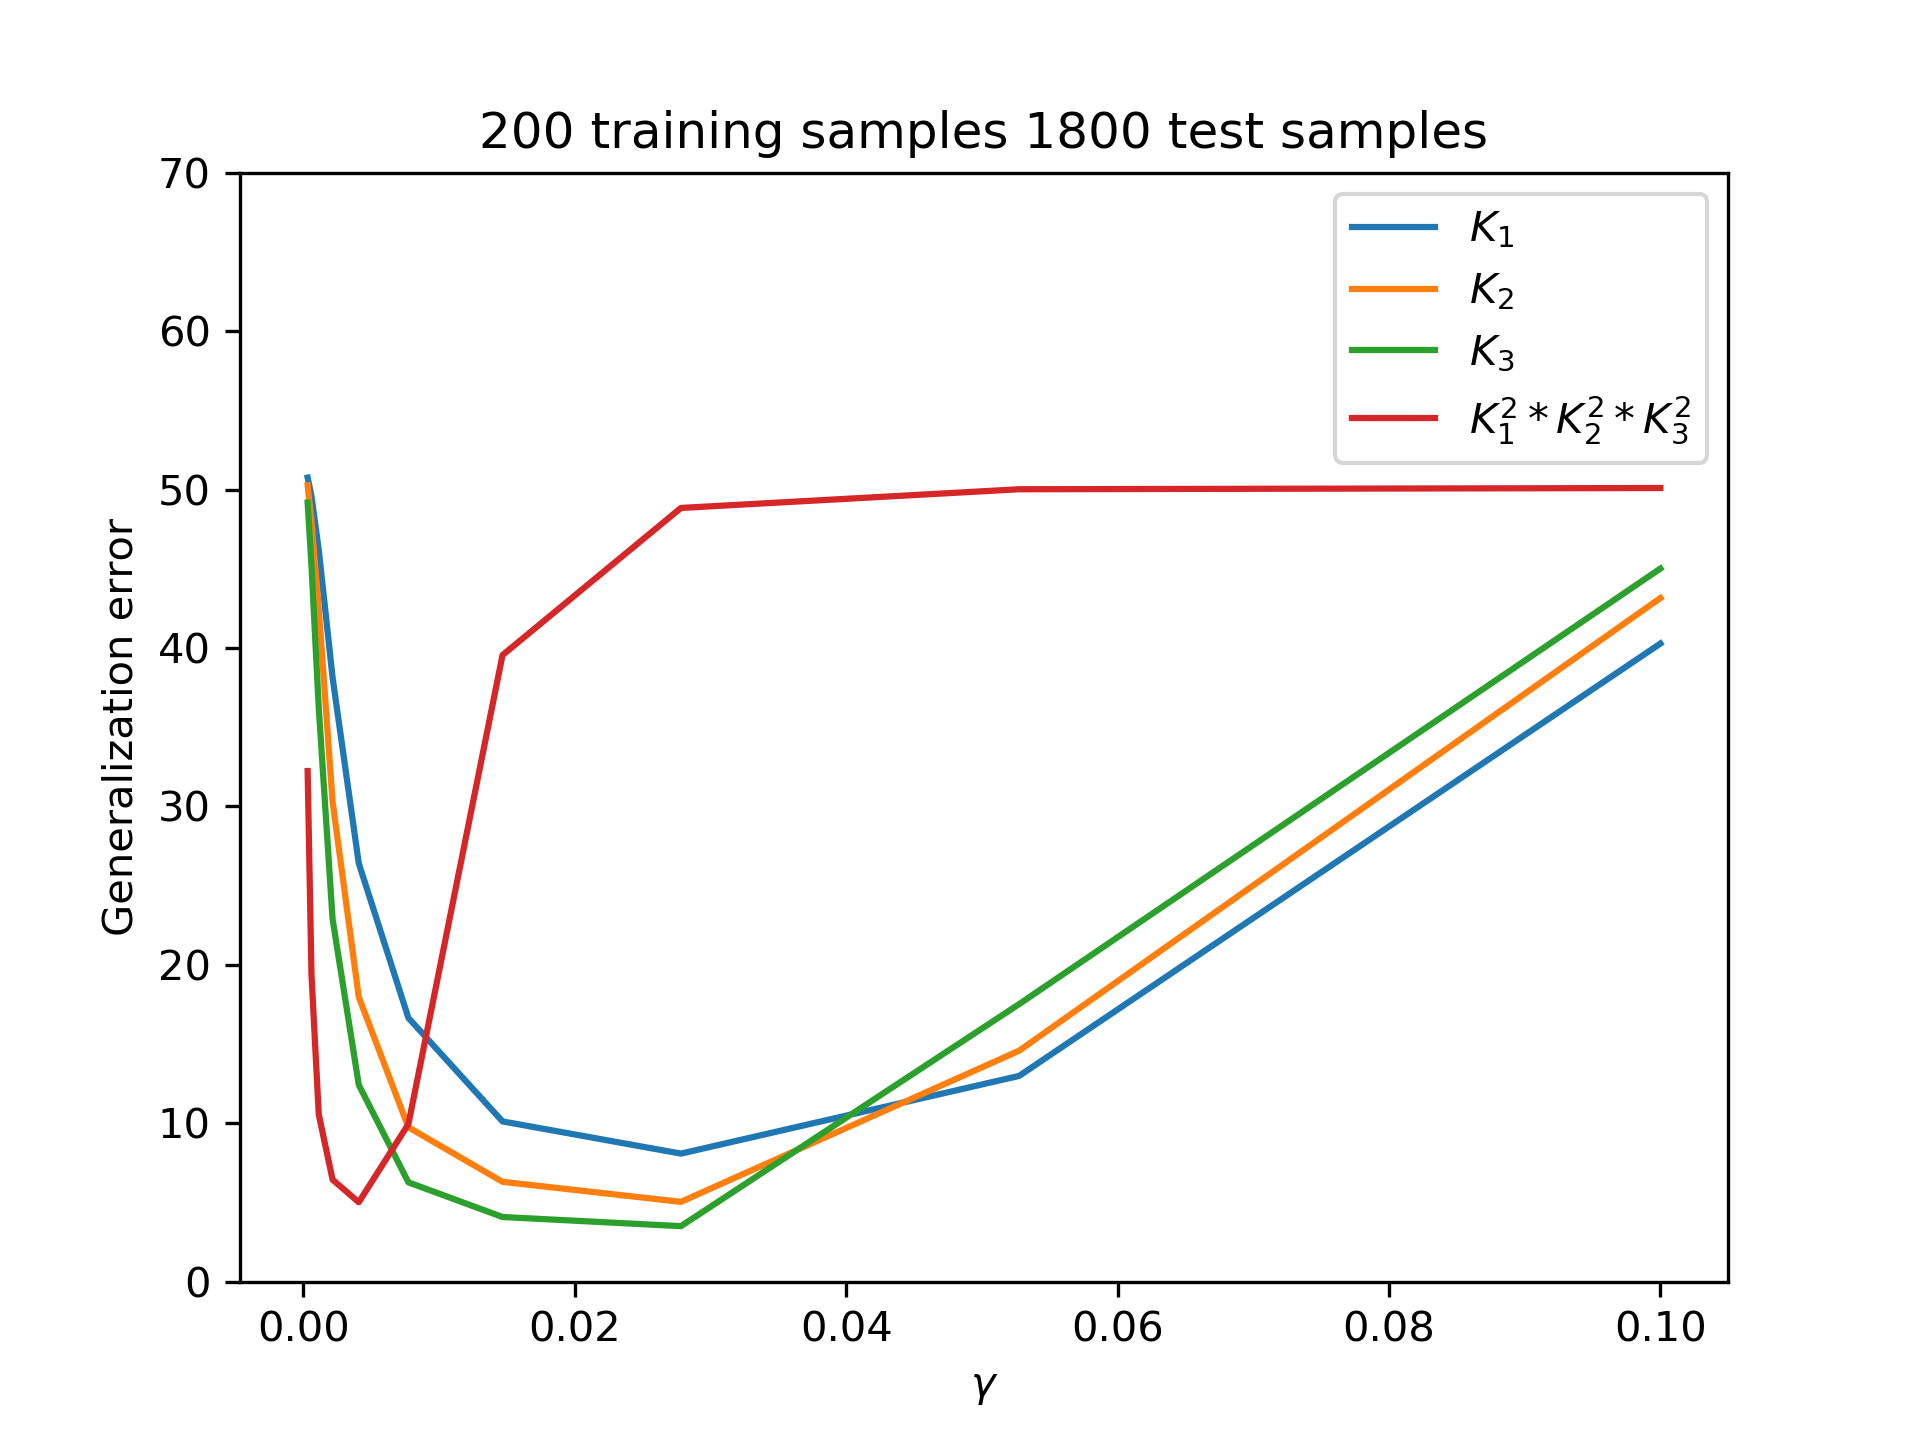 200 training samples 1800 test samples
70
60
50
40
30
20
10
0
Generalization error
K₁
K₂
K₃
K₁² * K₂² * K₃²
0.00 0.02 0.04 0.06 0.08 0.10
γ